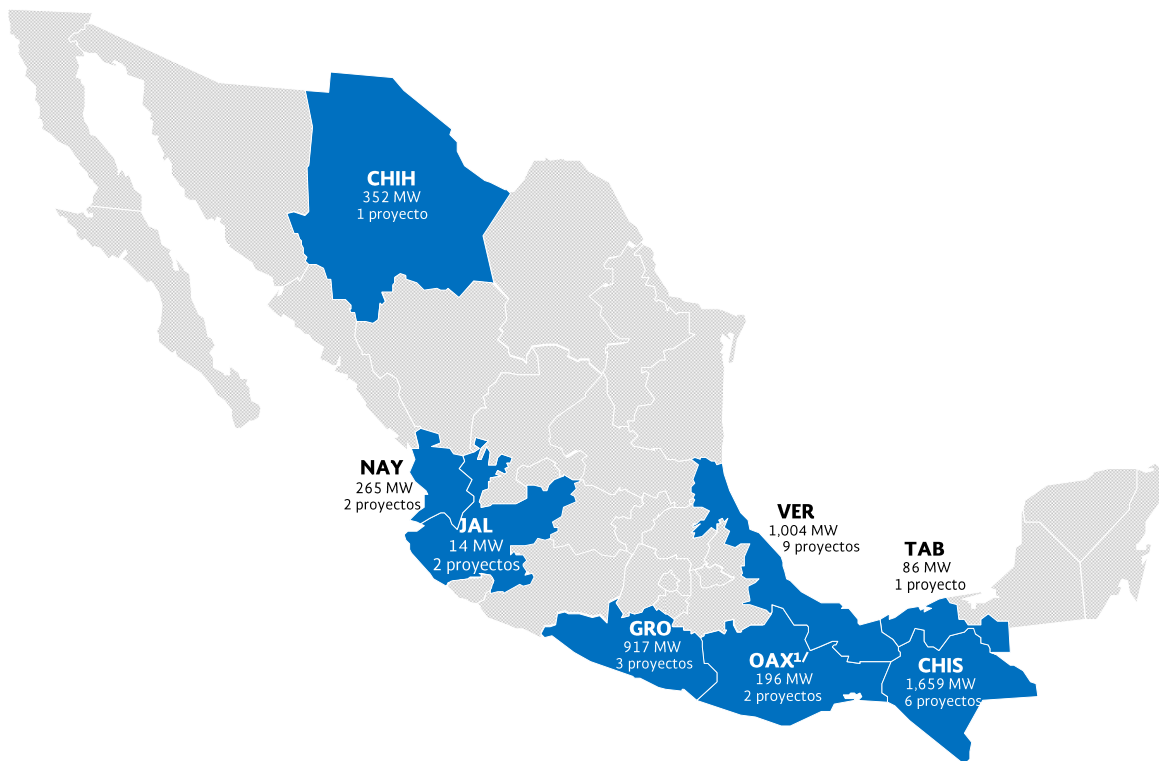 CHIH
352 MW
1 proyecto
NAY
265 MW
2 proyectos
JAL
14 MW
2 proyectos
VER
1,004 MW
9 proyectos
TAB
86 MW
1 proyecto
GRO
917 MW
3 proyectos
OAX1/
196 MW
2 proyectos
CHIS
1,659 MW
6 proyectos